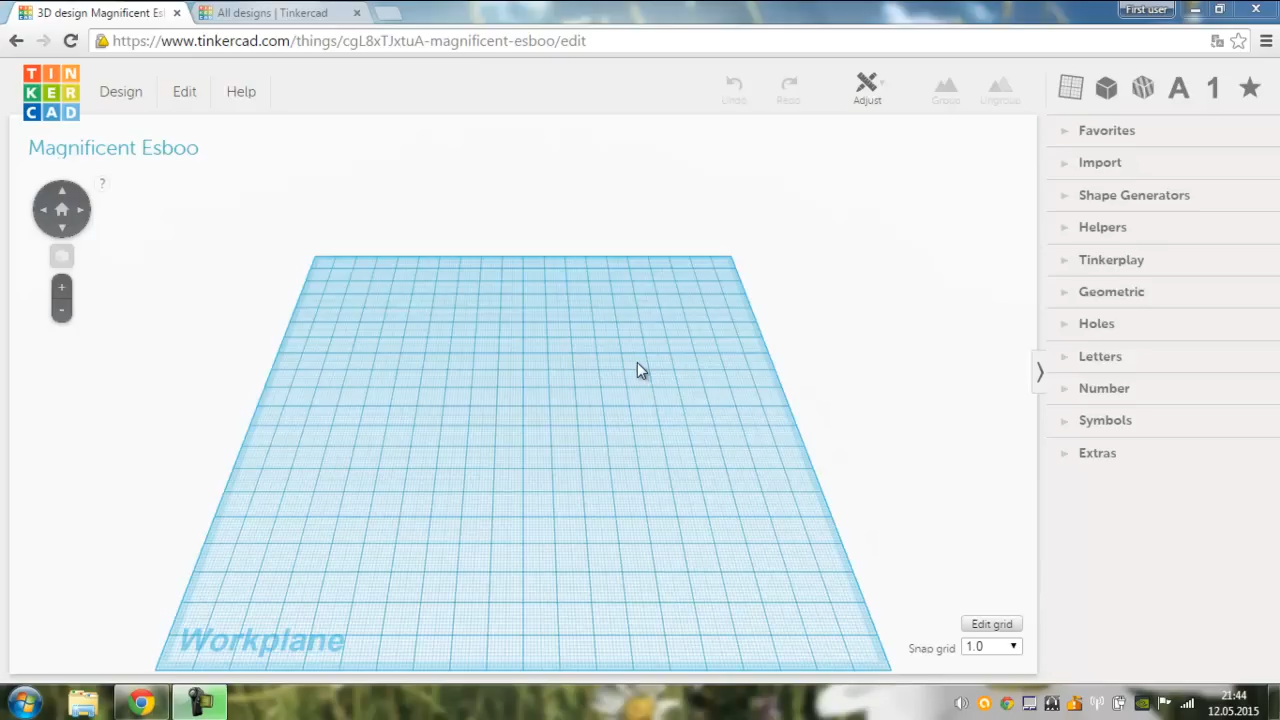 3D design Magnificent Esb
All designs | Tinkercad
First user
https://www.tinkercad.com/things/cgL8xTJxtuA-magnificent-esboo/edit
TIN
KER
CAD
Design
Edit
Help
Undo
Redo
Adjust
Group
Ungroup
A
1
Magnificent Esboo
?
+
-
Favorites
Import
Shape Generators
Helpers
Tinkerplay
Geometric
Holes
Letters
Number
Symbols
Extras
Workplane
Edit grid
Snap grid 1.0
21:44
12.05.2015